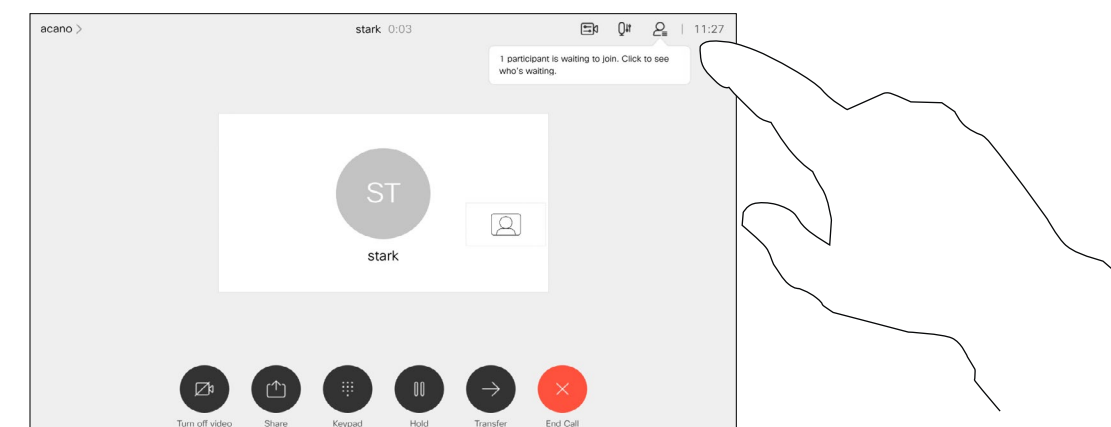 acano >
stark 0:03
| 11:27
1 participant is waiting to join. Click to see
who's waiting.
ST
stark
Turn off video
Share
Keypad
Hold
Transfer
End Call